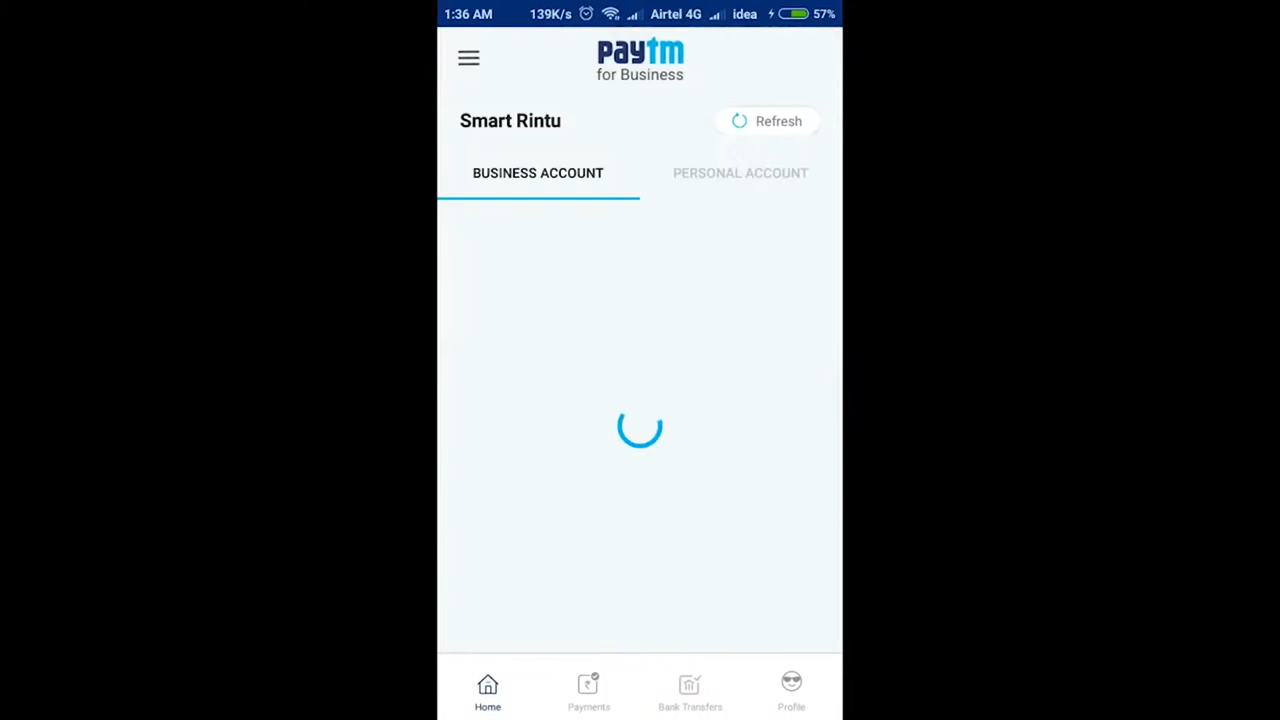 1:36 AM 139K/s Airtel 4G idea 57%
paytm
for Business
Smart Rintu Refresh
BUSINESS ACCOUNT PERSONAL ACCOUNT
Home Payments Bank Transfers Profile